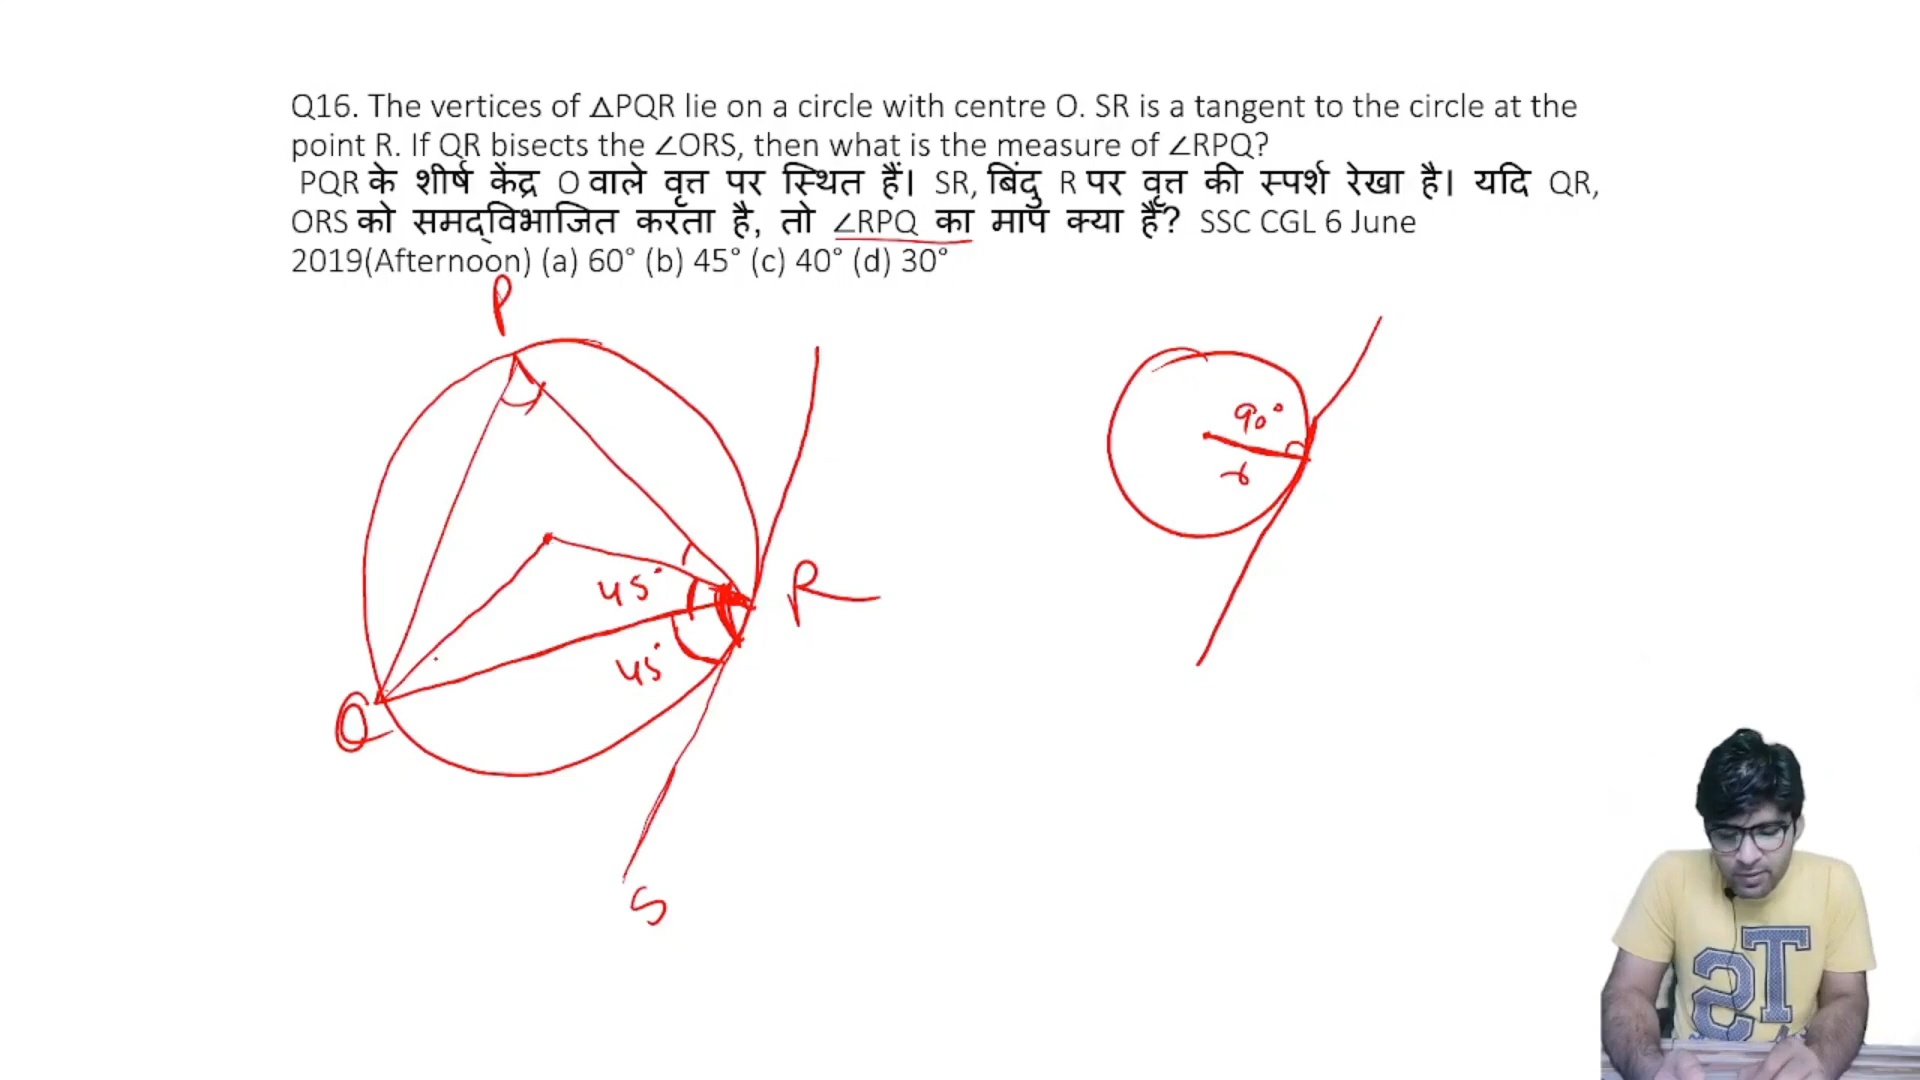 Q16. The vertices of △PQR lie on a circle with centre O. SR is a tangent to the circle at the
point R. If QR bisects the ∠ORS, then what is the measure of ∠RPQ?
PQR के शीर्ष केंद्र O वाले वृत्त पर स्थित हैं। SR, बिंदु R पर वृत्त की स्पर्श रेखा है। यदि QR,
ORS को समद्विभाजित करता है, तो ∠RPQ का माप क्या है? SSC CGL 6 June
2019(Afternoon) (a) 60° (b) 45° (c) 40° (d) 30°
P
90°
r
45°
R
45°
Q
S